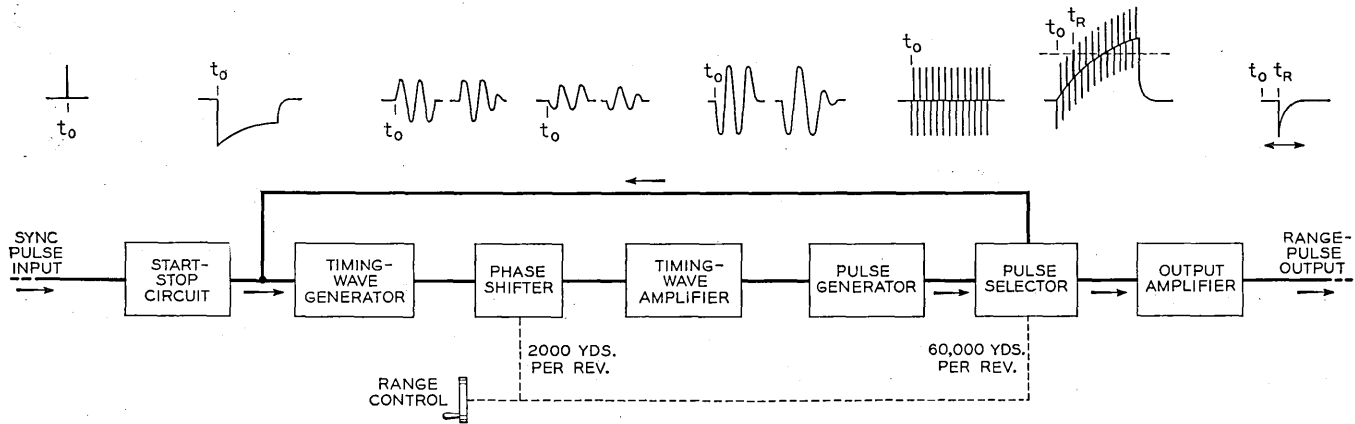 t₀
t₀
t₀
t₀
t₀
t₀
t₀ tR
t₀ tR
SYNC
PULSE
INPUT
START-
STOP
CIRCUIT
TIMING-
WAVE
GENERATOR
PHASE
SHIFTER
TIMING-
WAVE
AMPLIFIER
PULSE
GENERATOR
PULSE
SELECTOR
OUTPUT
AMPLIFIER
RANGE-
PULSE
OUTPUT
2000 YDS.
PER REV.
60,000 YDS.
PER REV.
RANGE
CONTROL